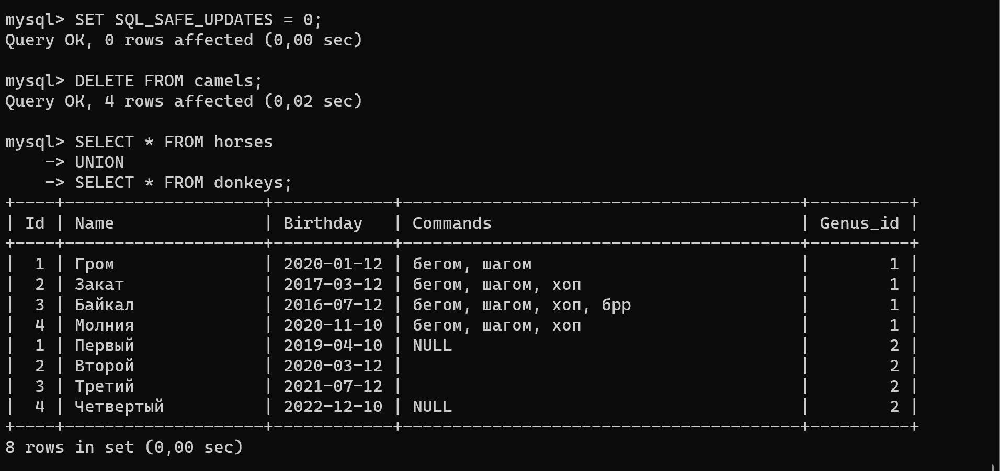 mysql> SET SQL_SAFE_UPDATES = 0;
Query OK, 0 rows affected (0,00 sec)

mysql> DELETE FROM camels;
Query OK, 4 rows affected (0,02 sec)

mysql> SELECT * FROM horses
    -> UNION
    -> SELECT * FROM donkeys;
+----+--------------------+------------+----------------------------------------+----------+
| Id | Name               | Birthday   | Commands                               | Genus_id |
+----+--------------------+------------+----------------------------------------+----------+
|  1 | Гром               | 2020-01-12 | бегом, шагом                           |        1 |
|  2 | Закат              | 2017-03-12 | бегом, шагом, хоп                      |        1 |
|  3 | Байкал             | 2016-07-12 | бегом, шагом, хоп, брр                 |        1 |
|  4 | Молния             | 2020-11-10 | бегом, шагом, хоп                      |        1 |
|  1 | Первый             | 2019-04-10 | NULL                                   |        2 |
|  2 | Второй             | 2020-03-12 |                                        |        2 |
|  3 | Третий             | 2021-07-12 |                                        |        2 |
|  4 | Четвертый          | 2022-12-10 | NULL                                   |        2 |
+----+--------------------+------------+----------------------------------------+----------+
8 rows in set (0,00 sec)